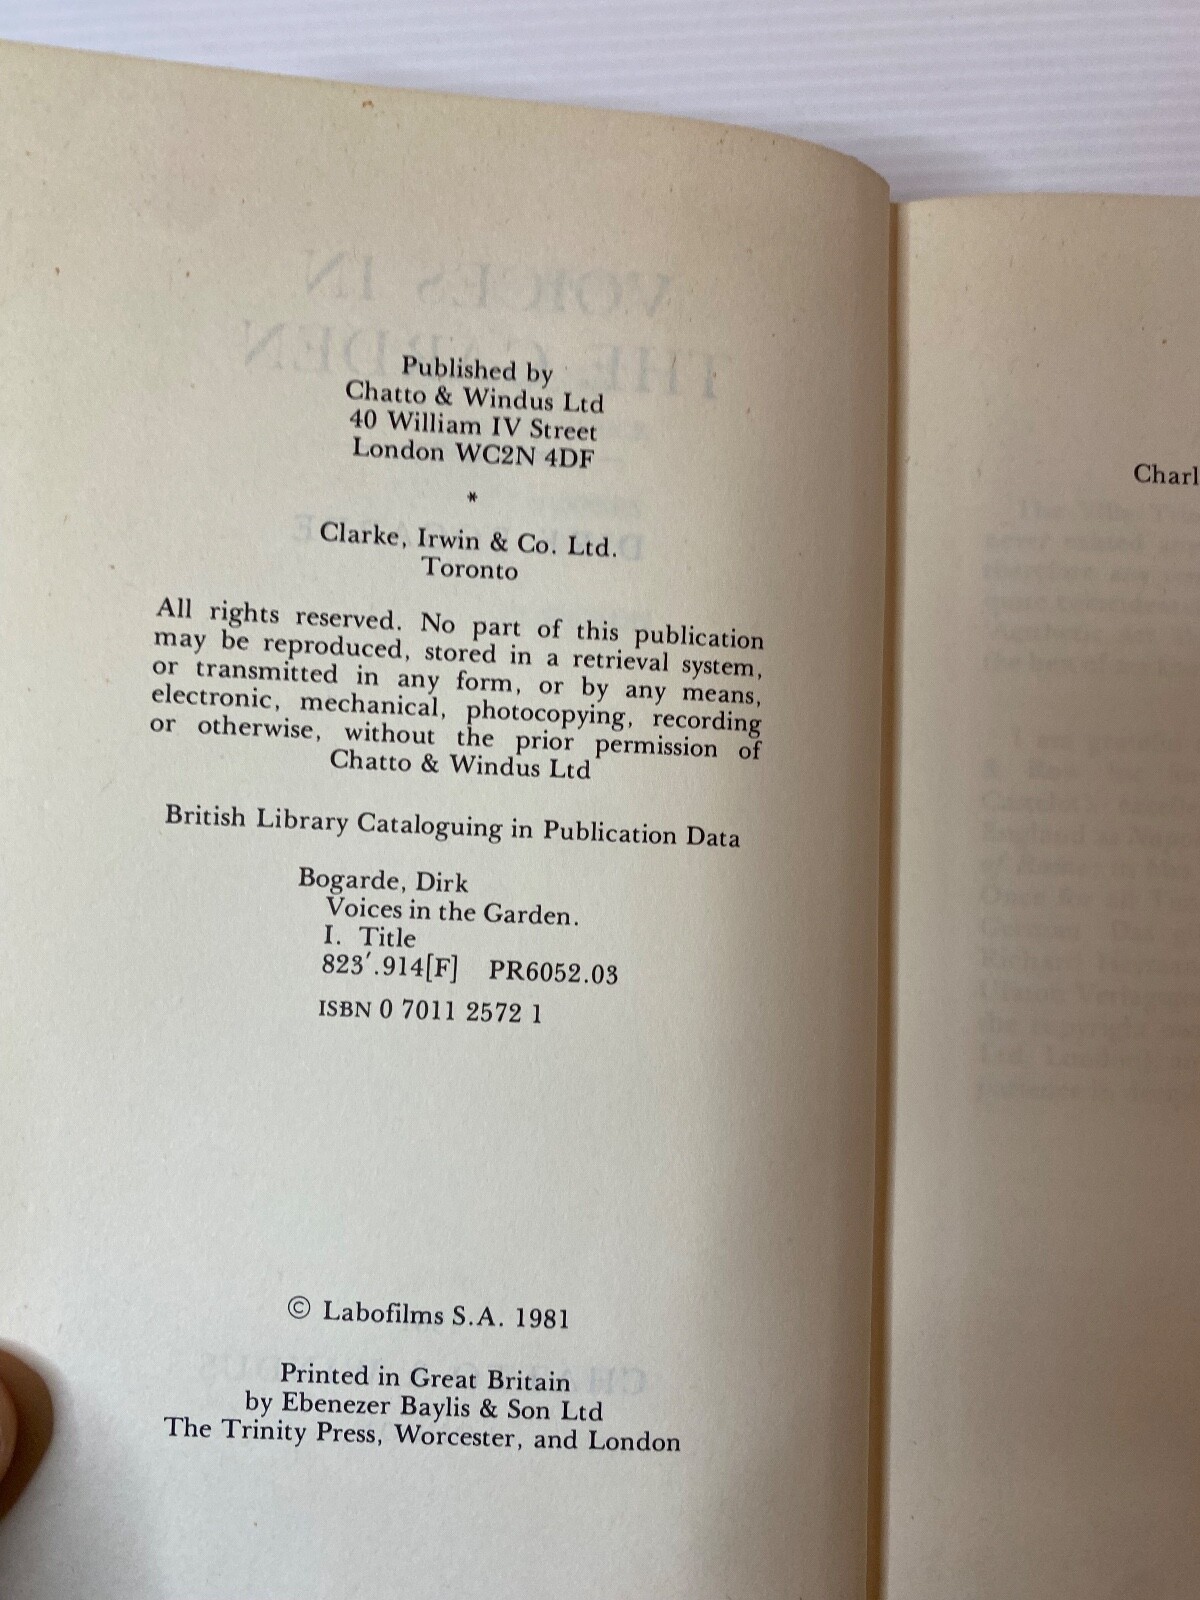 Published by
Chatto & Windus Ltd
40 William IV Street
London WC2N 4DF
*
Clarke, Irwin & Co. Ltd.
Toronto
All rights reserved. No part of this publication
may be reproduced, stored in a retrieval system,
or transmitted in any form, or by any means,
electronic, mechanical, photocopying, recording
or otherwise, without the prior permission of
Chatto & Windus Ltd
British Library Cataloguing in Publication Data
Bogarde, Dirk
Voices in the Garden.
I. Title
823′.914[F] PR6052.03
ISBN 0 7011 2572 1
© Labofilms S.A. 1981
Printed in Great Britain
by Ebenezer Baylis & Son Ltd
The Trinity Press, Worcester, and London
Charl